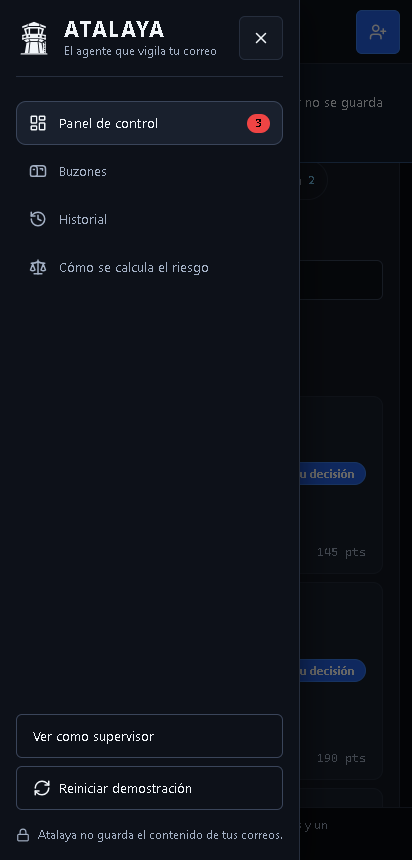 ATALAYA
El agente que vigila tu correo
no se guarda
Panel de control 3
2
Buzones
Historial
Cómo se calcula el riesgo
u decisión
145 pts
u decisión
190 pts
Ver como supervisor
Reiniciar demostración
s y un
Atalaya no guarda el contenido de tus correos.